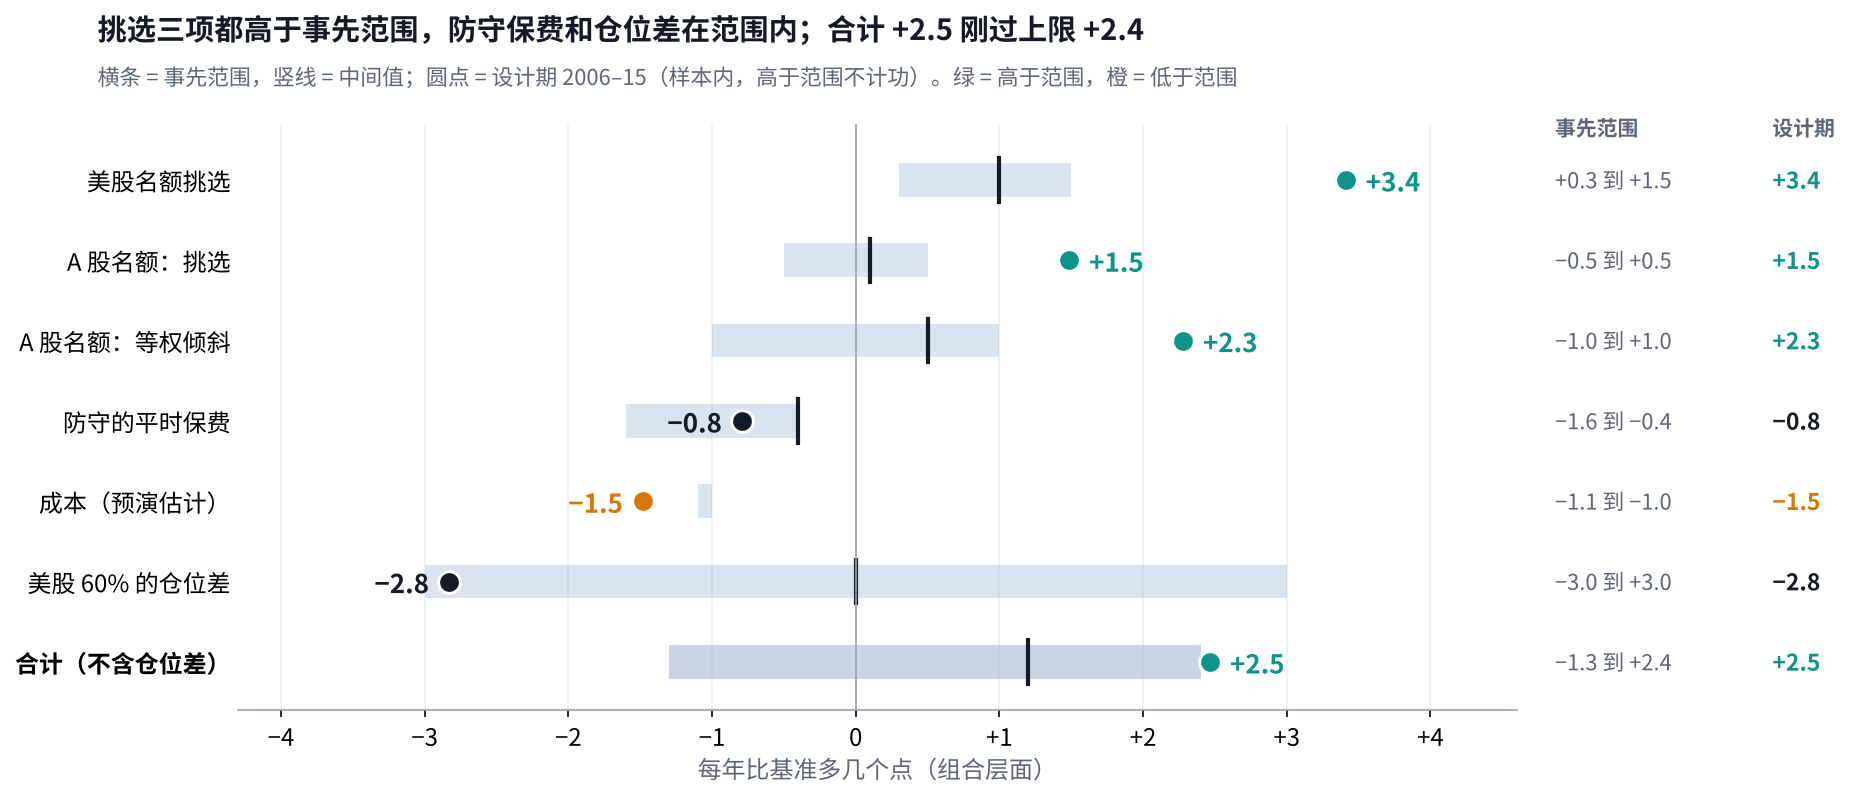 挑选三项都高于事先范围，防守保费和仓位差在范围内；合计 +2.5 刚过上限 +2.4
横条 = 事先范围，竖线 = 中间值；圆点 = 设计期 2006–15（样本内，高于范围不计功）。绿 = 高于范围，橙 = 低于范围
事先范围 设计期
美股名额挑选 +3.4 +0.3 到 +1.5 +3.4
A 股名额：挑选 +1.5 −0.5 到 +0.5 +1.5
A 股名额：等权倾斜 +2.3 −1.0 到 +1.0 +2.3
防守的平时保费 −0.8 −1.6 到 −0.4 −0.8
成本（预演估计） −1.5 −1.1 到 −1.0 −1.5
美股 60% 的仓位差 −2.8 −3.0 到 +3.0 −2.8
合计（不含仓位差） +2.5 −1.3 到 +2.4 +2.5
−4 −3 −2 −1 0 +1 +2 +3 +4
每年比基准多几个点（组合层面）